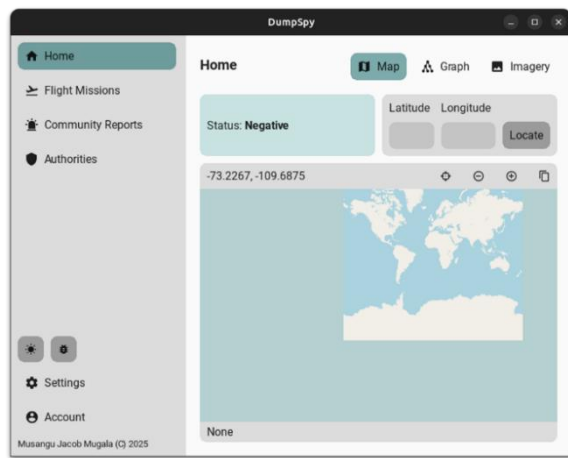 DumpSpy
Home
Flight Missions
Community Reports
Authorities
Settings
Account
Musangu Jacob Mugala (C) 2025
Home
Map
Graph
Imagery
Status: Negative
Latitude Longitude
Locate
-73.2267, -109.6875
None